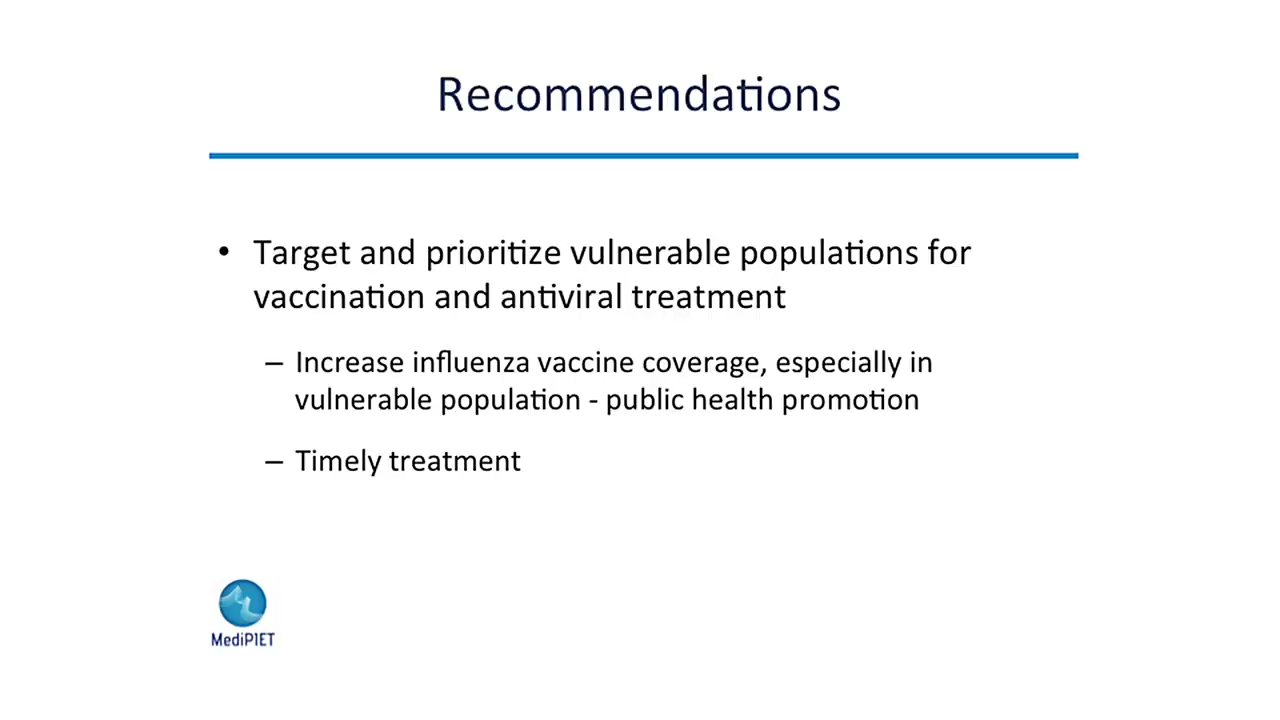 Recommendations
• Target and prioritize vulnerable populations for
vaccination and antiviral treatment
– Increase influenza vaccine coverage, especially in
vulnerable population - public health promotion
– Timely treatment
MediPIET